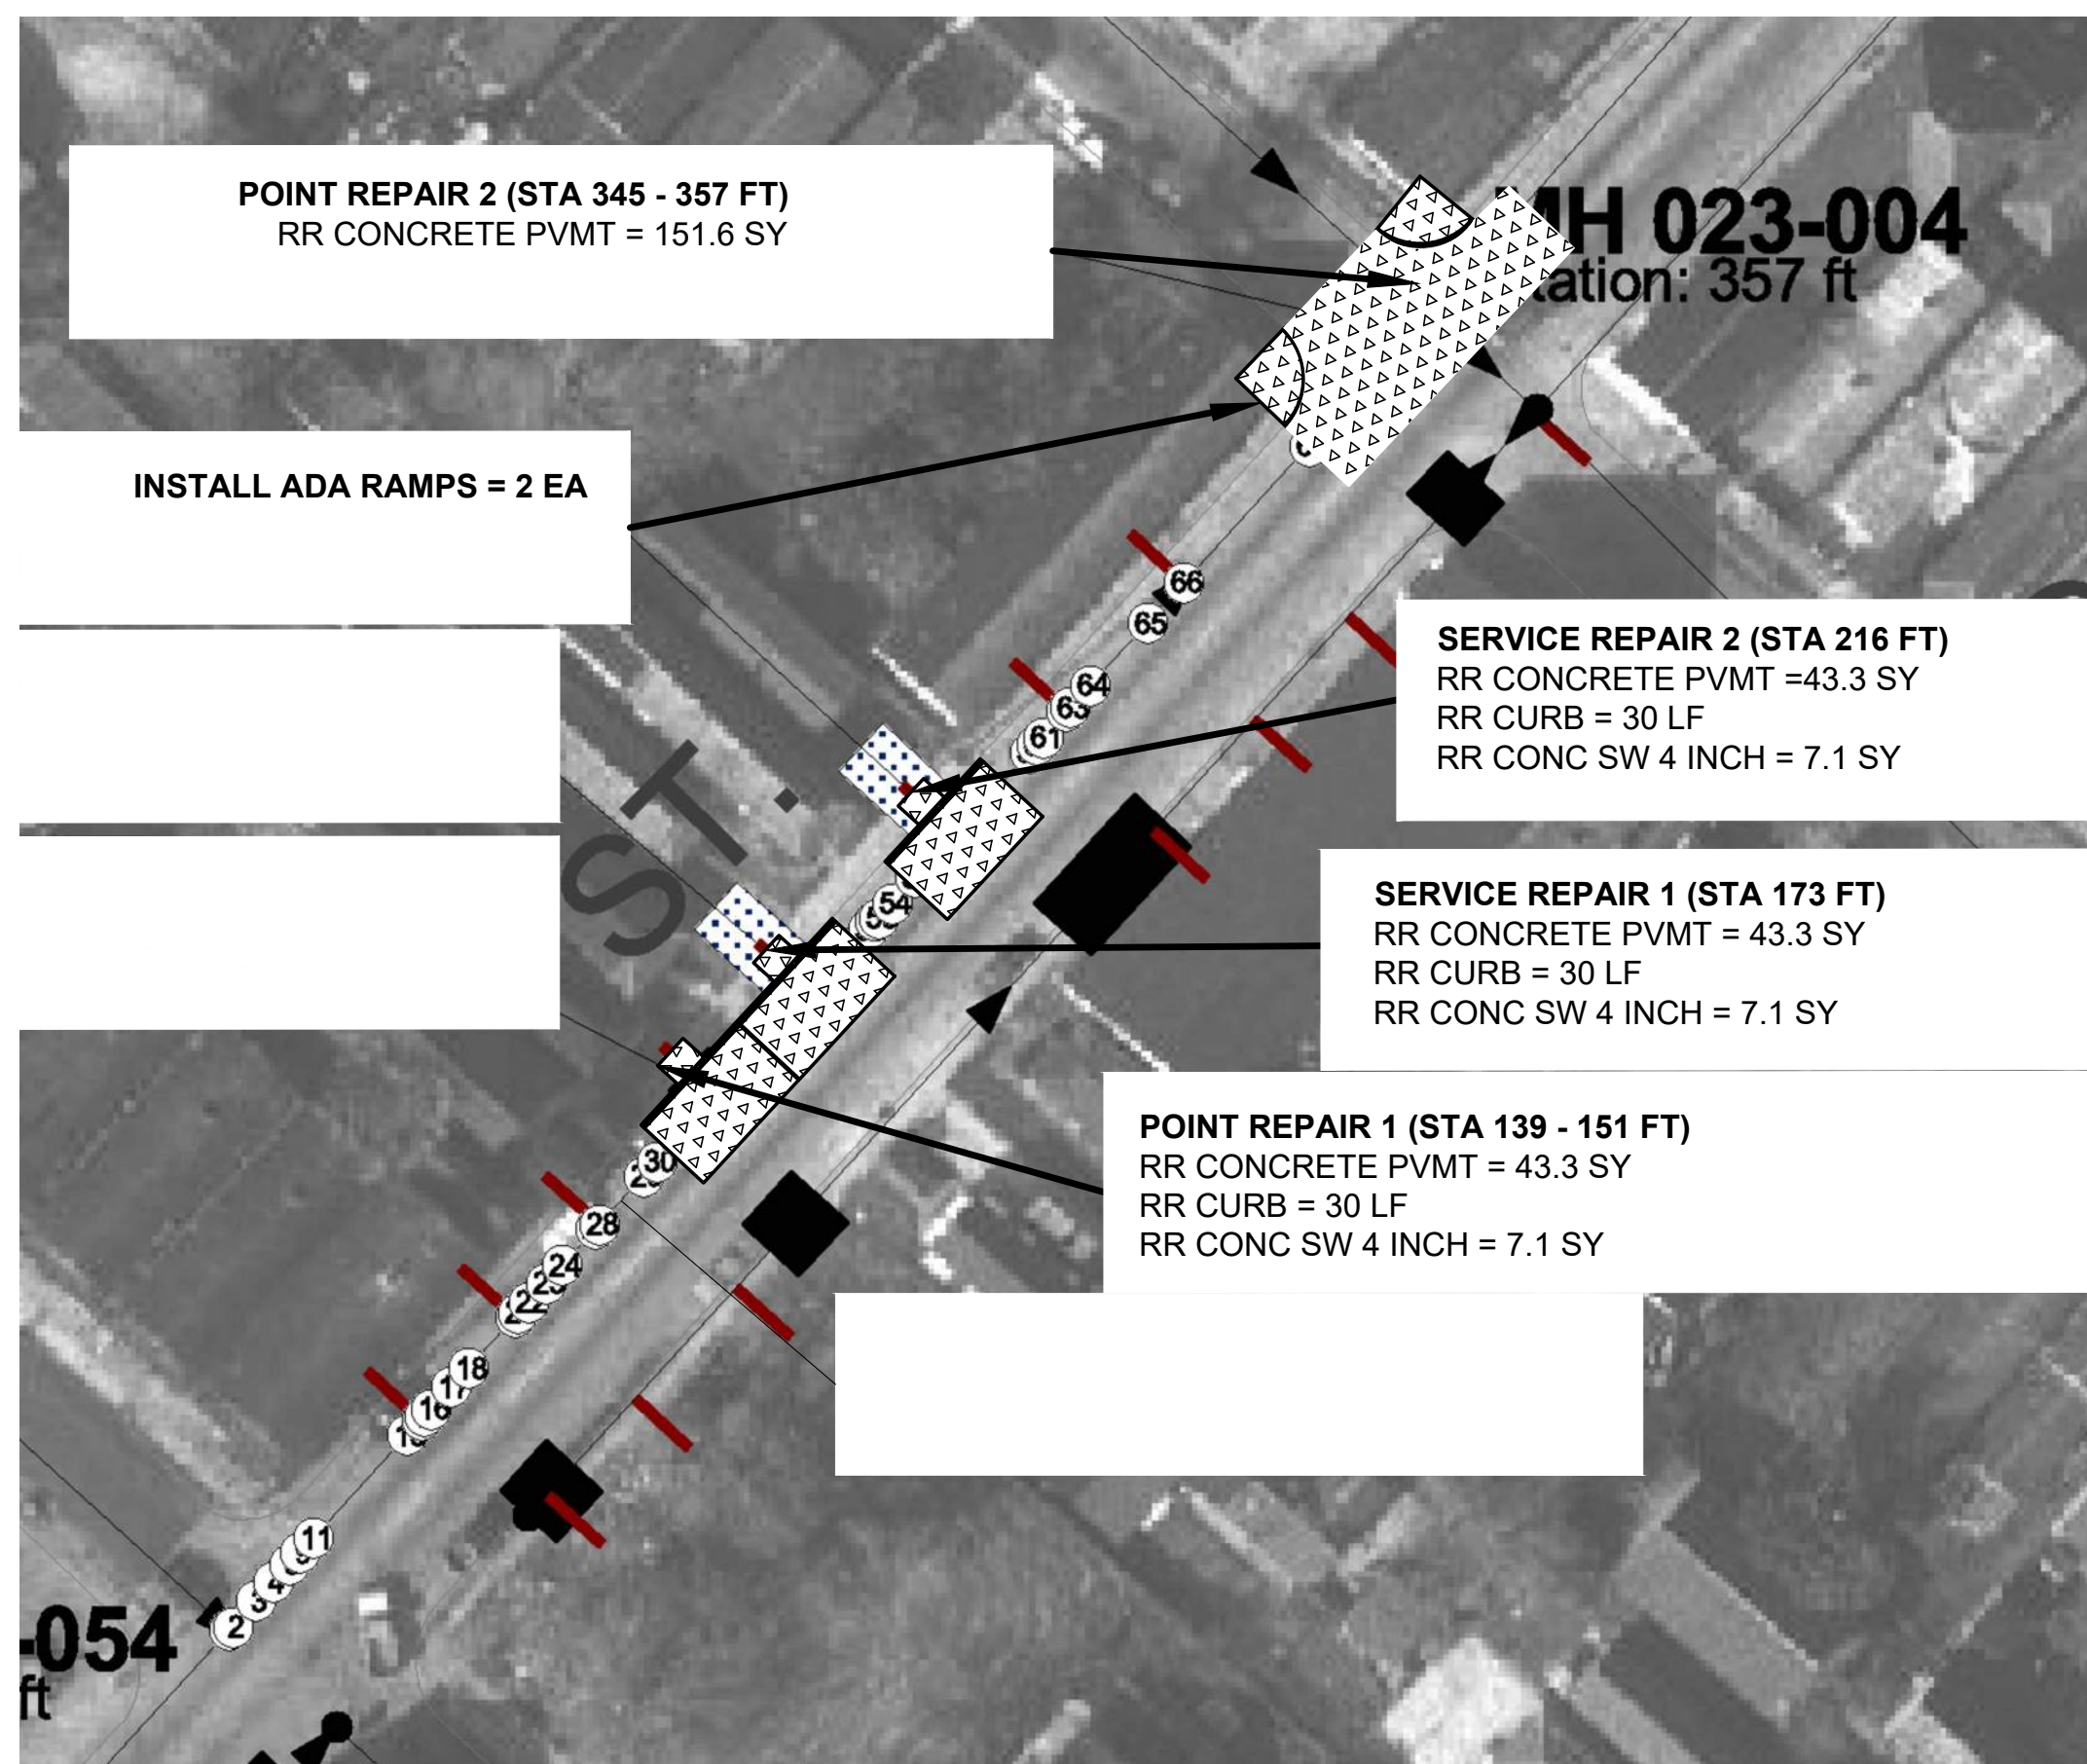 POINT REPAIR 2 (STA 345 - 357 FT)
RR CONCRETE PVMT = 151.6 SY
MH 023-004
tation: 357 ft
INSTALL ADA RAMPS = 2 EA
66
65
64
63
61
SERVICE REPAIR 2 (STA 216 FT)
RR CONCRETE PVMT =43.3 SY
RR CURB = 30 LF
RR CONC SW 4 INCH = 7.1 SY
ST.
54
SERVICE REPAIR 1 (STA 173 FT)
RR CONCRETE PVMT = 43.3 SY
RR CURB = 30 LF
RR CONC SW 4 INCH = 7.1 SY
POINT REPAIR 1 (STA 139 - 151 FT)
RR CONCRETE PVMT = 43.3 SY
RR CURB = 30 LF
RR CONC SW 4 INCH = 7.1 SY
30
28
24
18
16
11
3
2
-054
ft